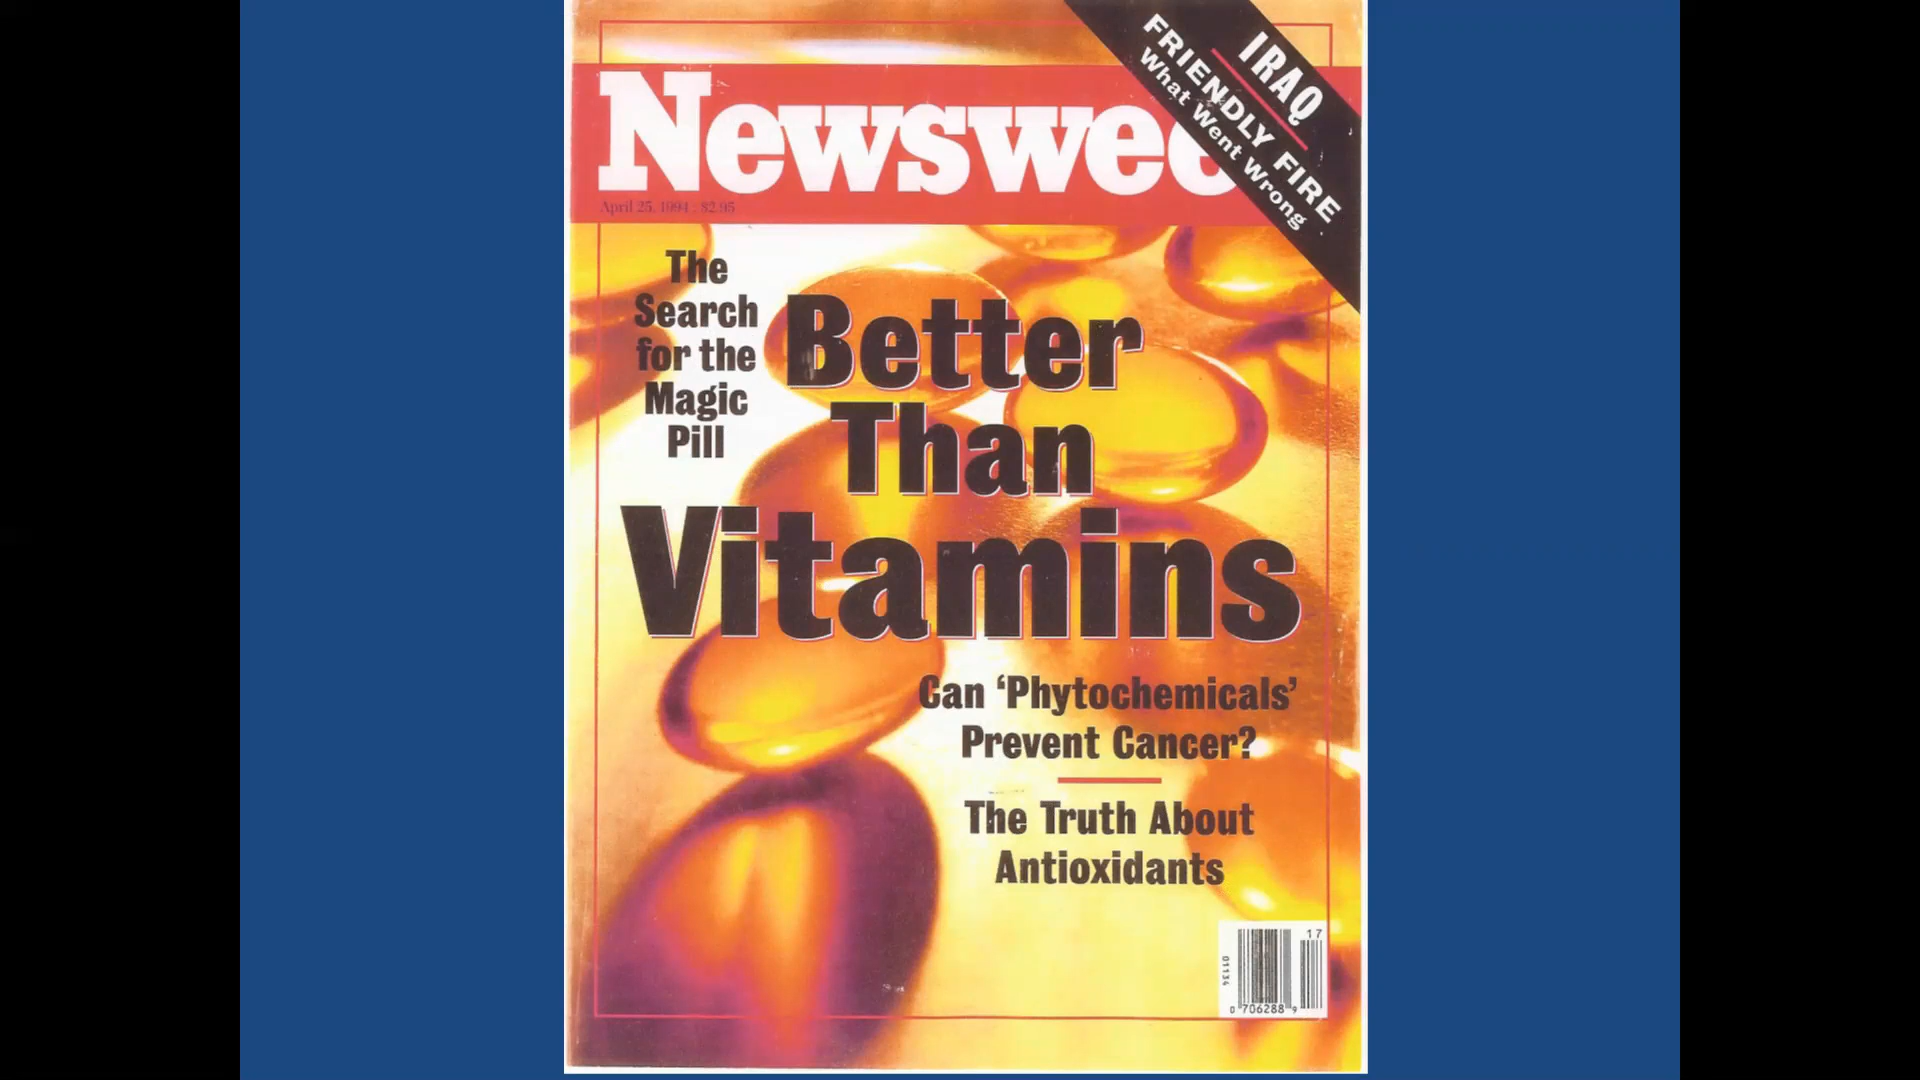 IRAQ
FRIENDLY FIRE
What Went Wrong
Newswee
April 25, 1994 : $2.95
The
Search
for the
Magic
Pill
Better
Than
Vitamins
Can ‘Phytochemicals’
Prevent Cancer?
The Truth About
Antioxidants
17
01134
0 706288 9